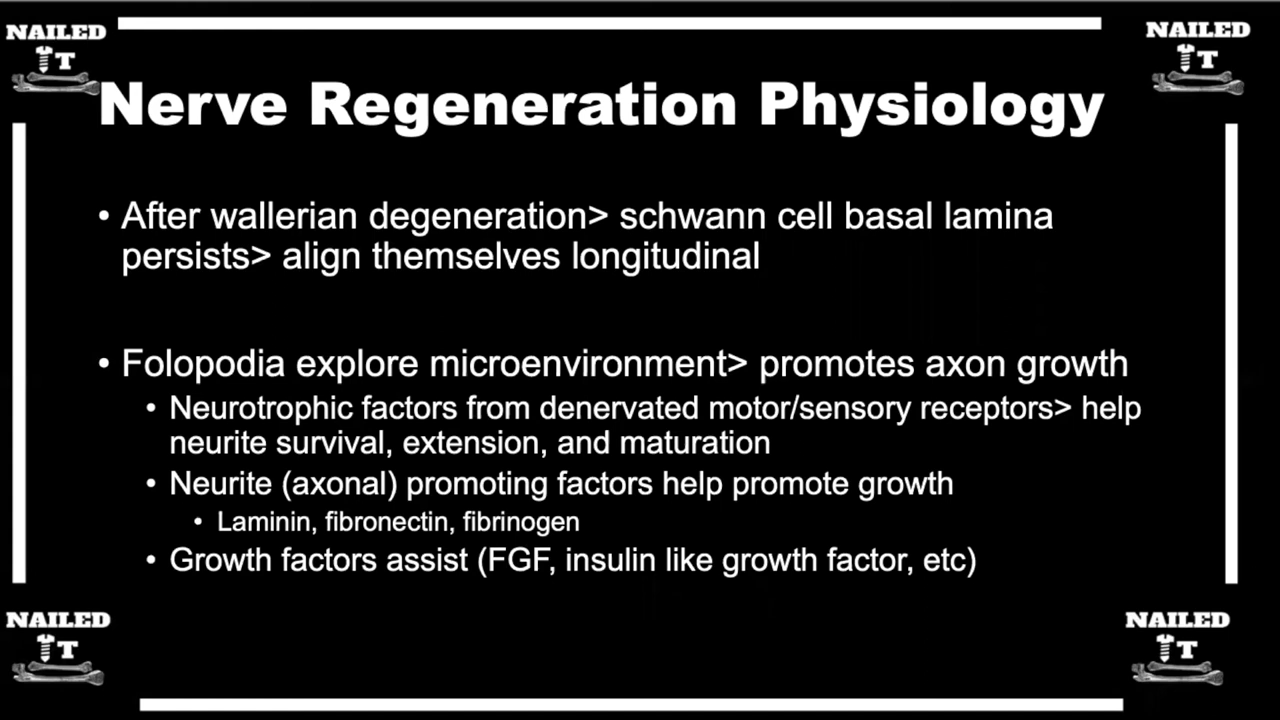 NAILED
IT
NAILED
IT
Nerve Regeneration Physiology
• After wallerian degeneration> schwann cell basal lamina
persists> align themselves longitudinal
• Folopodia explore microenvironment> promotes axon growth
• Neurotrophic factors from denervated motor/sensory receptors> help
neurite survival, extension, and maturation
• Neurite (axonal) promoting factors help promote growth
• Laminin, fibronectin, fibrinogen
• Growth factors assist (FGF, insulin like growth factor, etc)
NAILED
IT
NAILED
IT